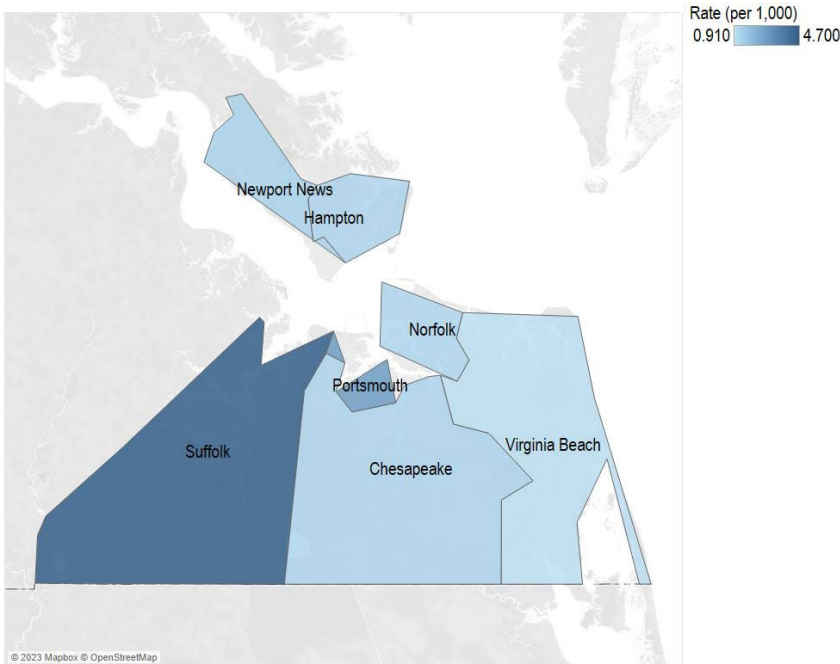 Rate (per 1,000)
0.910 4.700
Newport News
Hampton
Norfolk
Portsmouth
Virginia Beach
Suffolk
Chesapeake
© 2023 Mapbox © OpenStreetMap